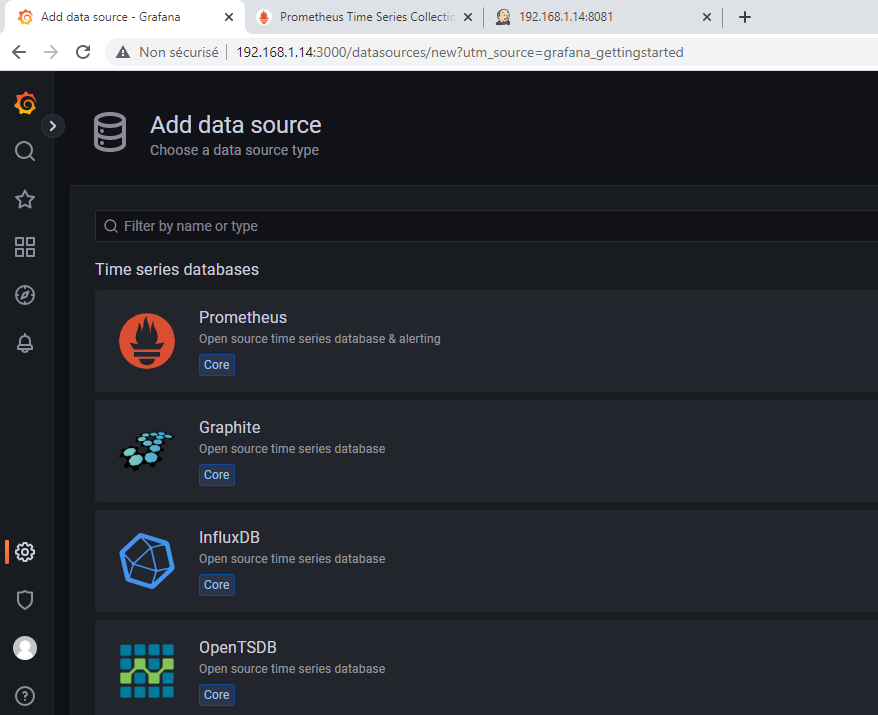 Add data source - Grafana
Prometheus Time Series Collectio
192.168.1.14:8081
Non sécurisé
192.168.1.14:3000/datasources/new?utm_source=grafana_gettingstarted
Add data source
Choose a data source type
Filter by name or type
Time series databases
Prometheus
Open source time series database & alerting
Core
Graphite
Open source time series database
Core
InfluxDB
Open source time series database
Core
OpenTSDB
Open source time series database
Core